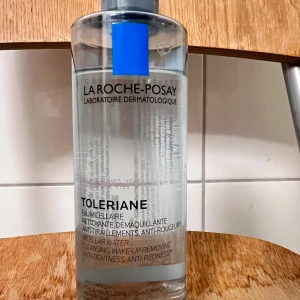 LA ROCHE-POSAY
LABORATOIRE DERMATOLOGIQUE
TOLERIANE
EAU MICELLAIRE
NETTOYANTE, DÉMAQUILLANTE
ANTI-TIRAILLEMENTS, ANTI-ROUGEURS
MICELLAR WATER
CLEANSING, MAKE-UP REMOVING
ANTI-TIGHTNESS, ANTI-REDNESS*